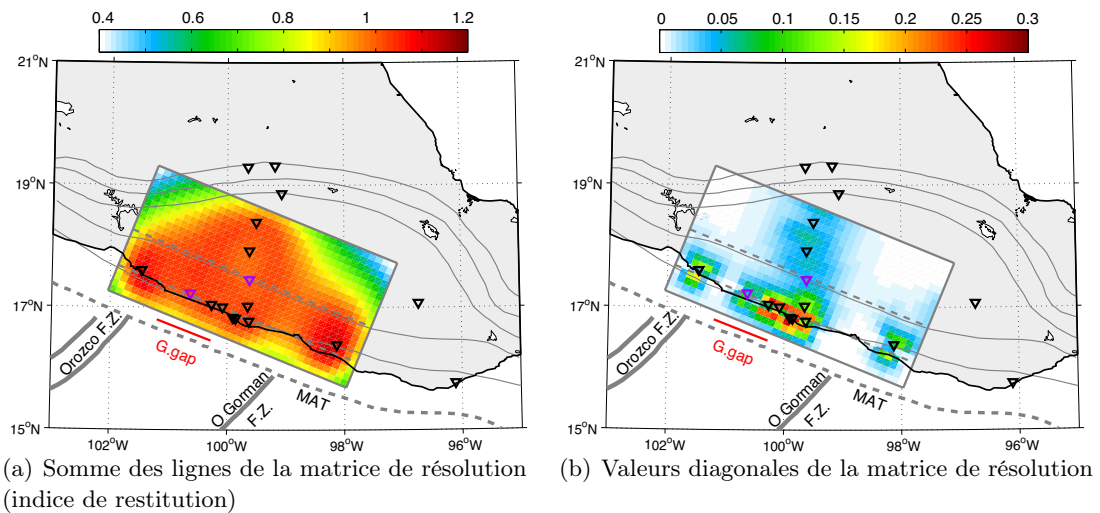 0.4 0.6 0.8 1 1.2
0 0.05 0.1 0.15 0.2 0.25 0.3
21°N
19°N
17°N
15°N
102°W 100°W 98°W 96°W
Orozco F.Z.
G.gap
O.Gorman
F.Z.
MAT
21°N
19°N
17°N
15°N
102°W 100°W 98°W 96°W
Orozco F.Z.
G.gap
O.Gorman
F.Z.
MAT
(a) Somme des lignes de la matrice de résolution
(indice de restitution)
(b) Valeurs diagonales de la matrice de résolution